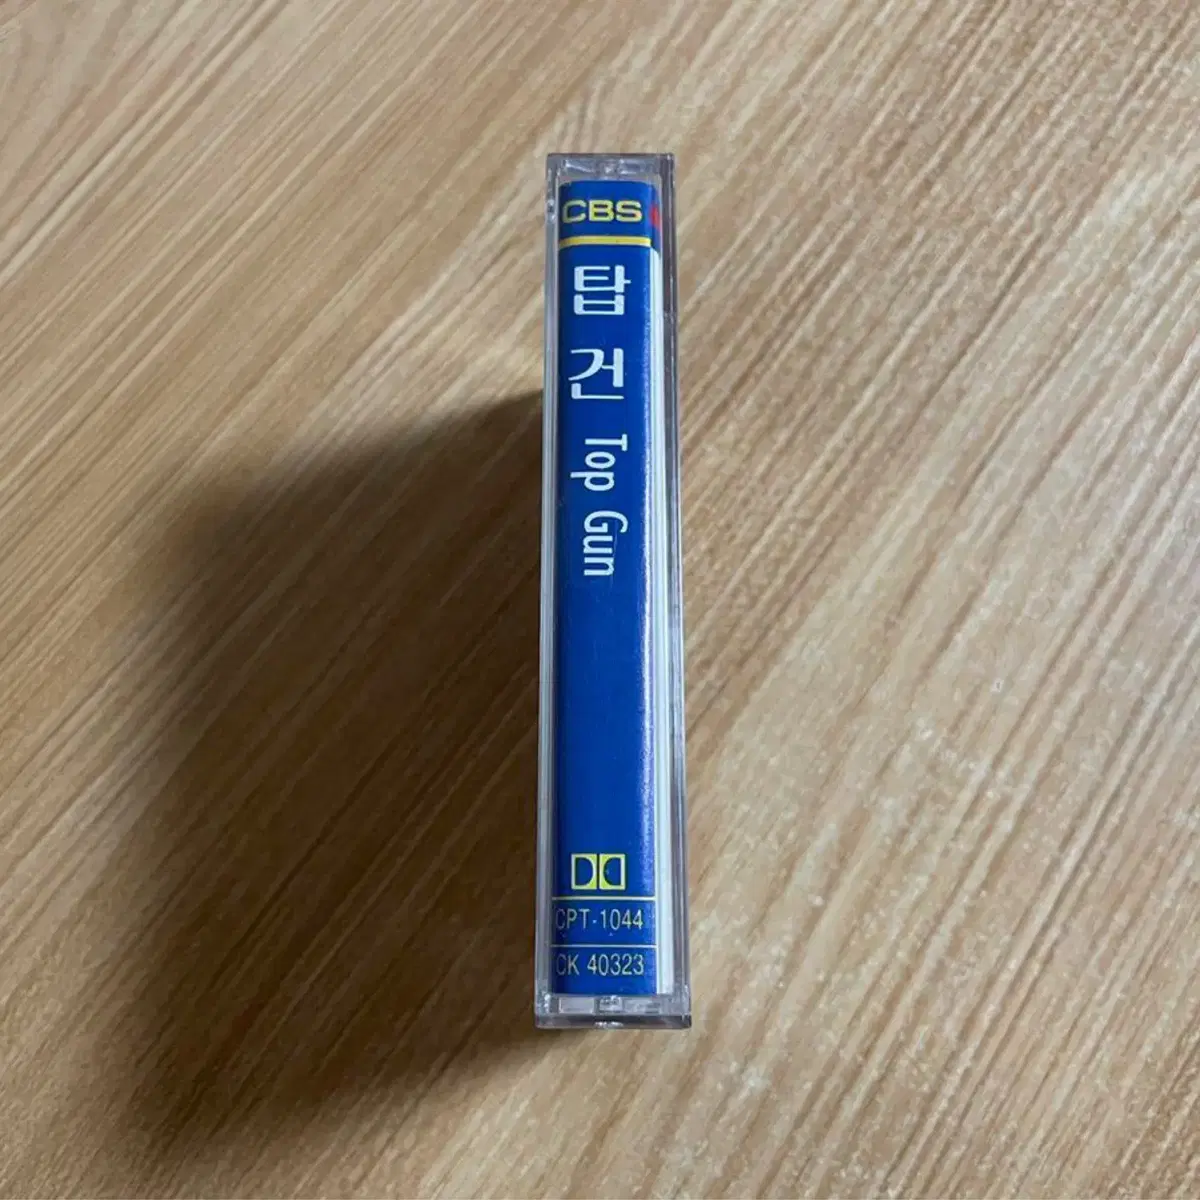 CBS
탑 건 Top Gun
CPT-1044
CK 40323